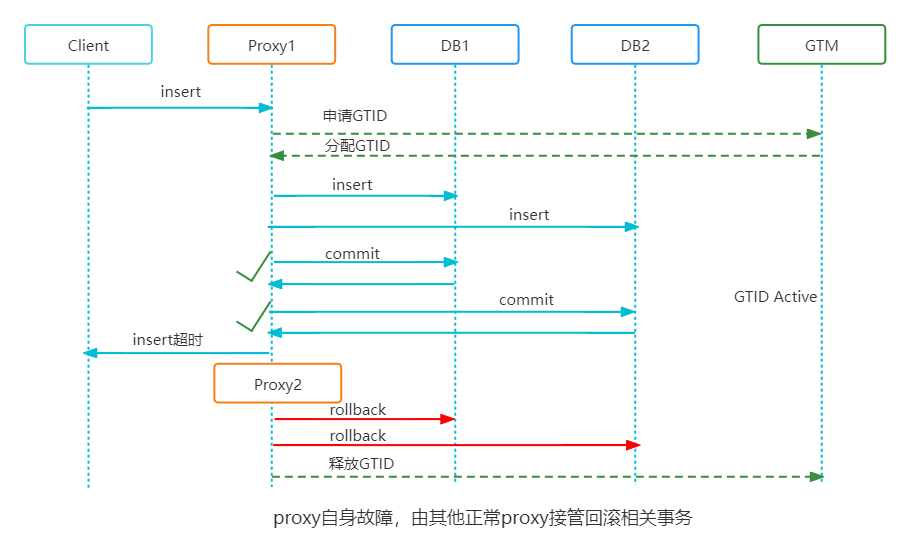 Client
Proxy1
DB1
DB2
GTM
insert
申请GTID
分配GTID
insert
insert
commit
commit
GTID Active
insert超时
Proxy2
rollback
rollback
释放GTID
proxy自身故障，由其他正常proxy接管回滚相关事务